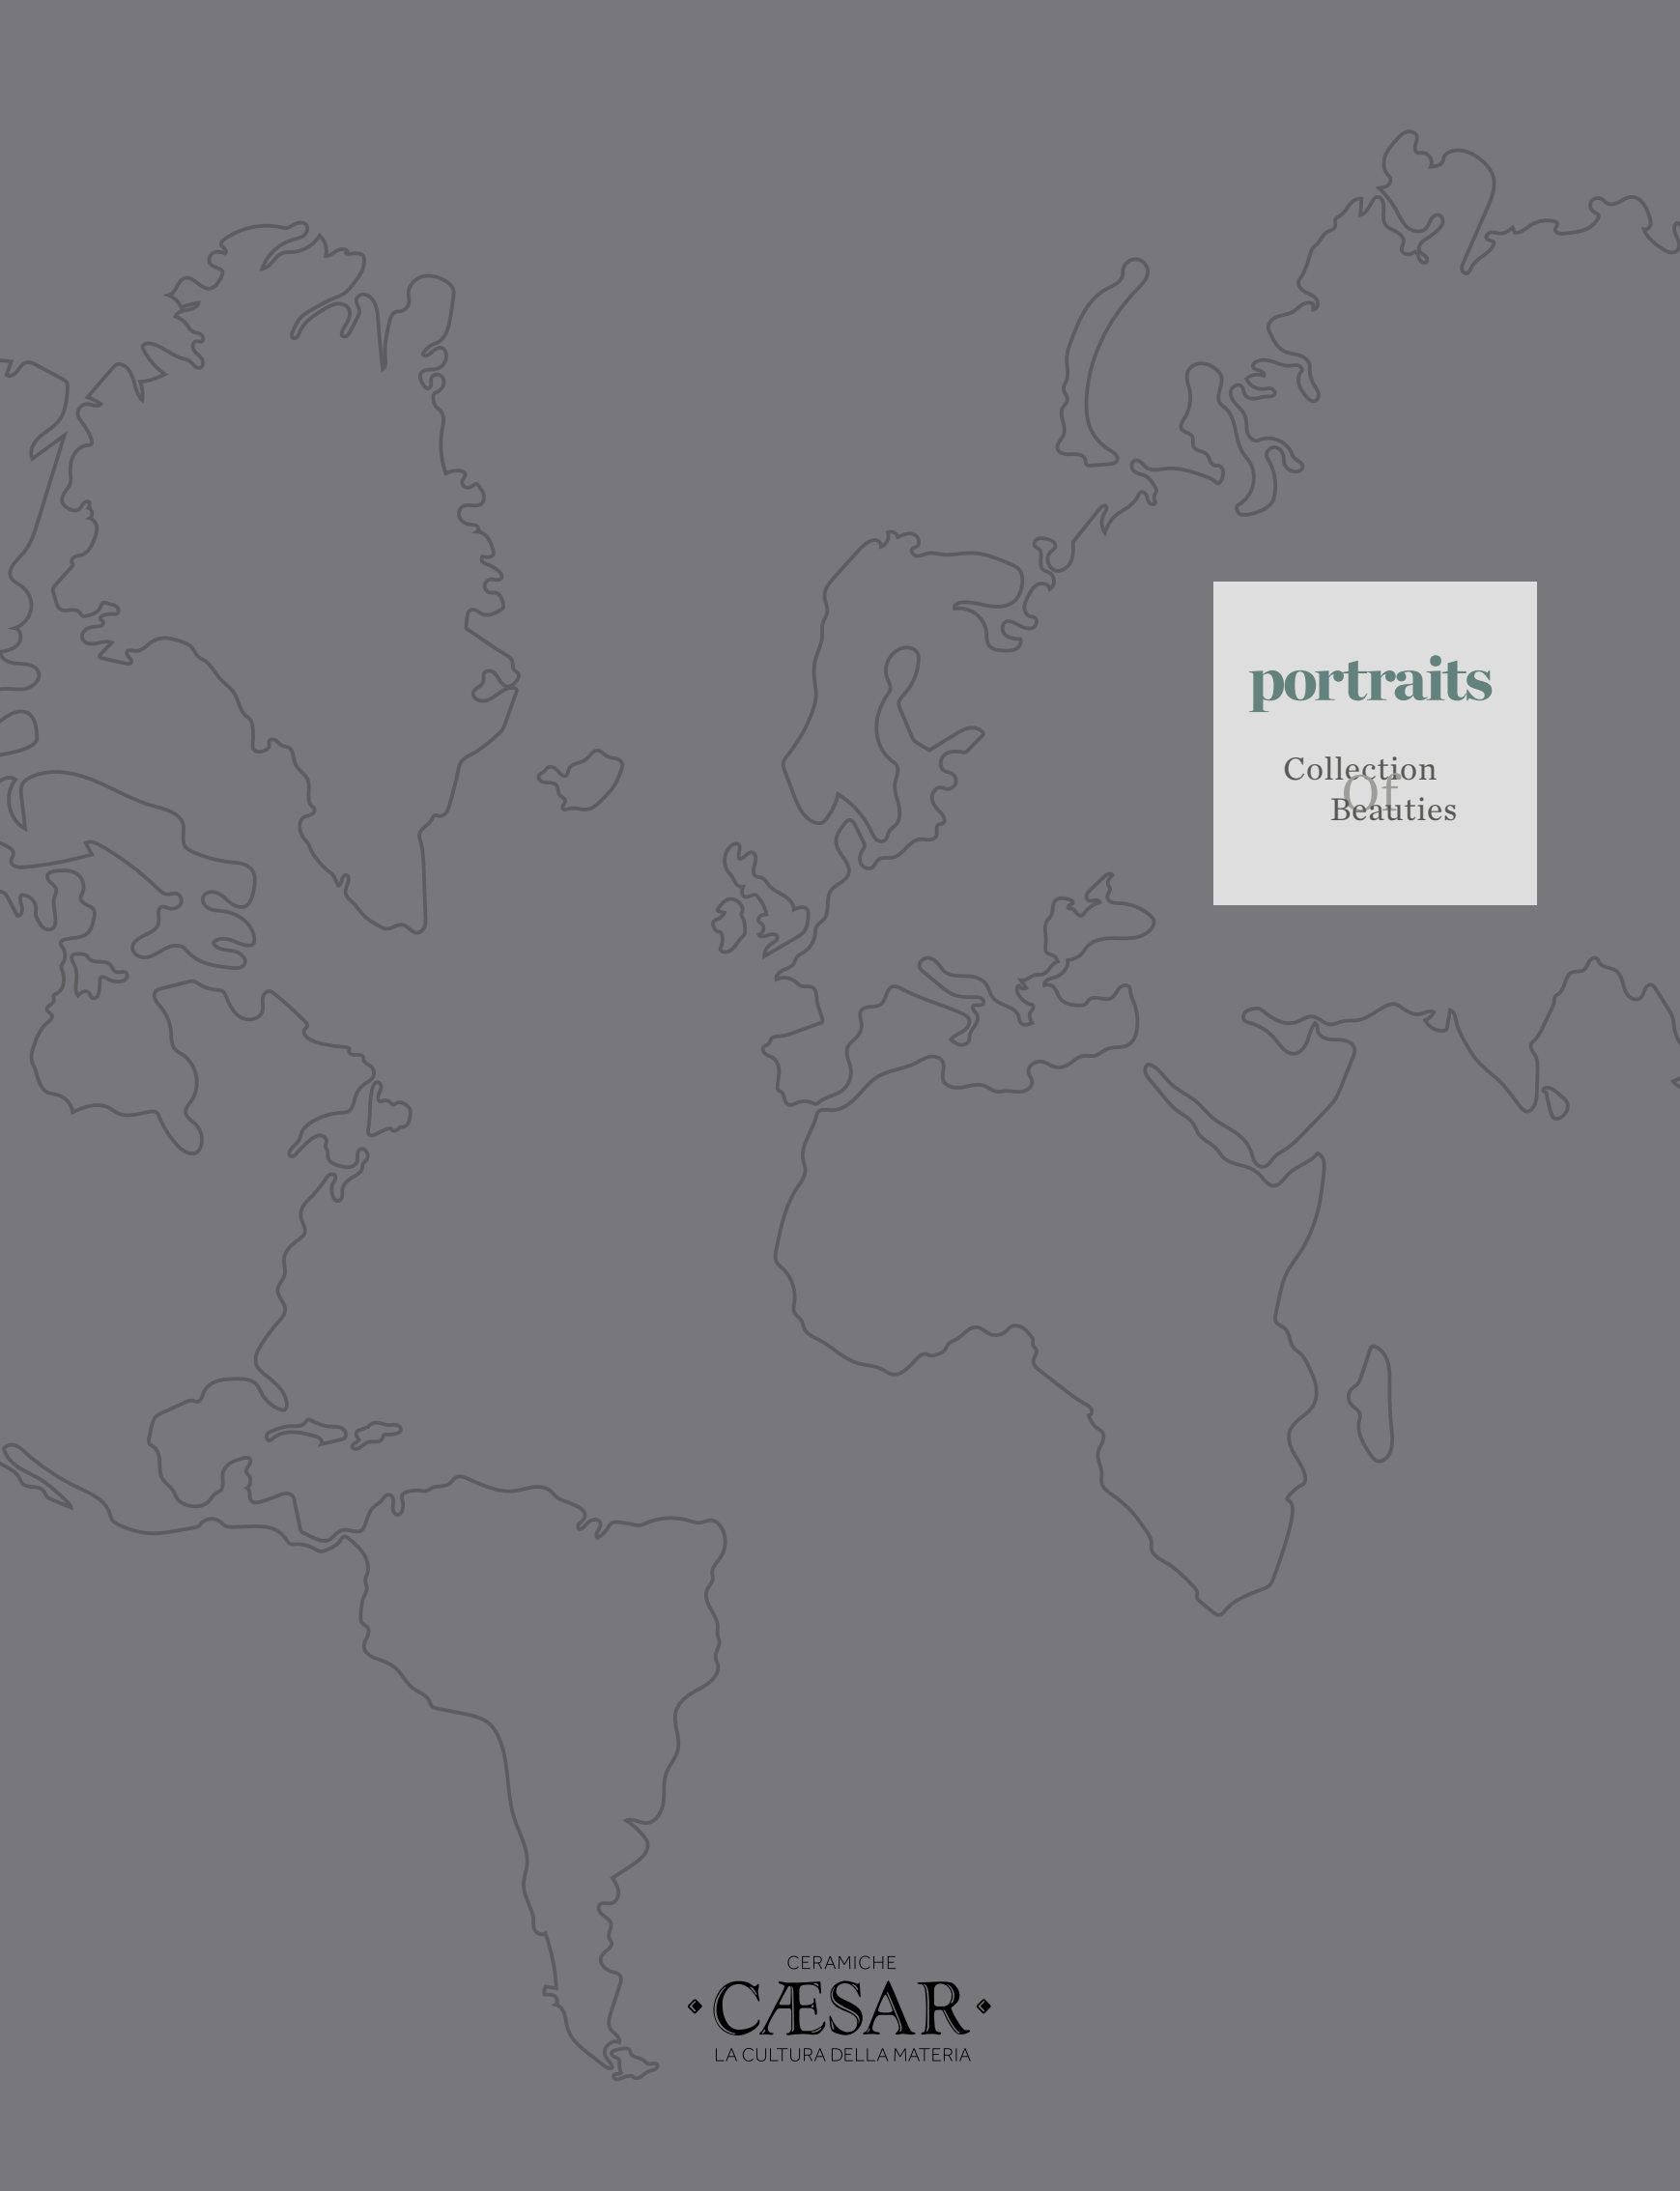 portraits
Collection
Of
Beauties
CERAMICHE
CÆSAR
LA CULTURA DELLA MATERIA